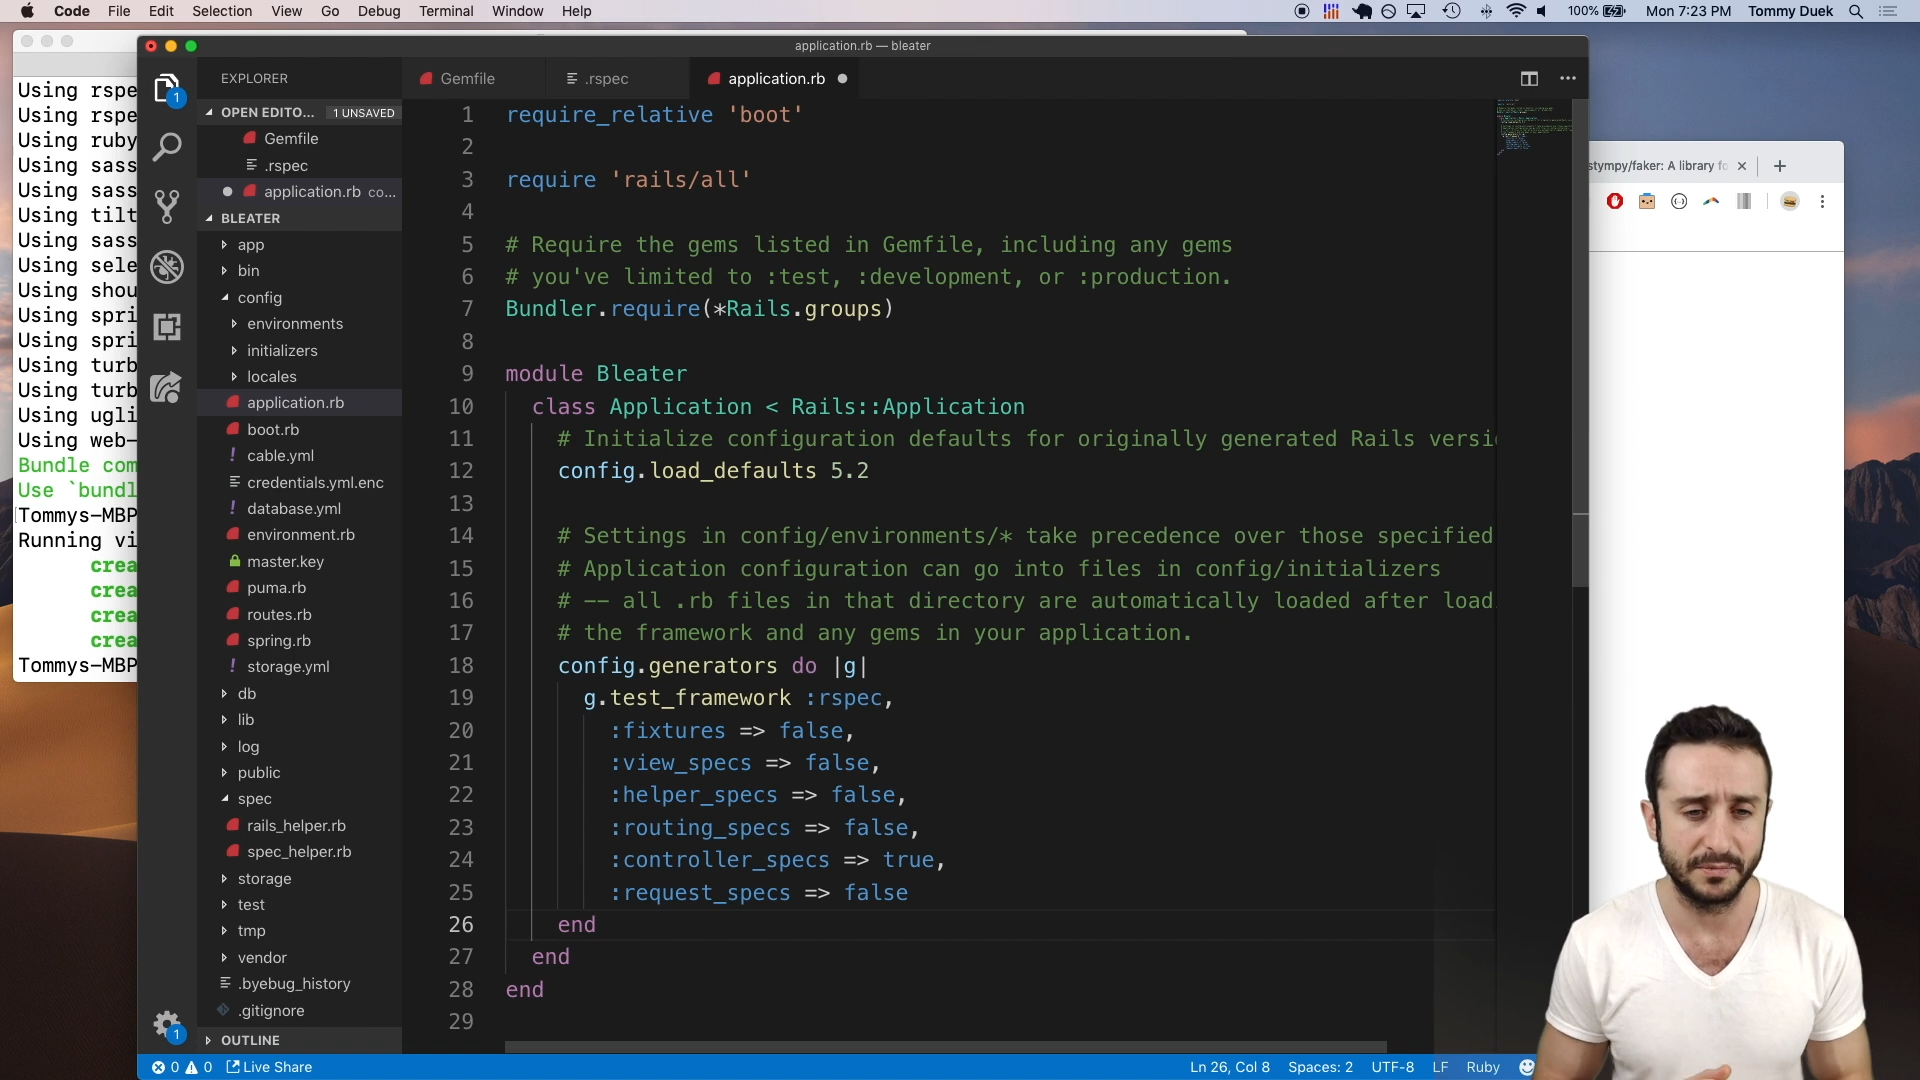 Code File Edit Selection View Go Debug Terminal Window Help
100% Mon 7:23 PM Tommy Duek
application.rb — bleater
Using rspe
Using rspe
Using ruby
Using sass
Using sass
Using tilt
Using sass
Using sele
Using shou
Using spri
Using spri
Using turb
Using turb
Using ugli
Using web-
Bundle com
Use `bundl
Tommys-MBP
Running vi
crea
crea
crea
crea
Tommys-MBP
1
EXPLORER
OPEN EDITO... 1 UNSAVED
Gemfile
.rspec
application.rb co...
BLEATER
app
bin
config
environments
initializers
locales
application.rb
boot.rb
cable.yml
credentials.yml.enc
database.yml
environment.rb
master.key
puma.rb
routes.rb
spring.rb
storage.yml
db
lib
log
public
spec
rails_helper.rb
spec_helper.rb
storage
test
tmp
vendor
.byebug_history
.gitignore
OUTLINE
1
Gemfile .rspec application.rb
1 require_relative 'boot'
2
3 require 'rails/all'
4
5 # Require the gems listed in Gemfile, including any gems
6 # you've limited to :test, :development, or :production.
7 Bundler.require(*Rails.groups)
8
9 module Bleater
10 class Application < Rails::Application
11 # Initialize configuration defaults for originally generated Rails versi
12 config.load_defaults 5.2
13
14 # Settings in config/environments/* take precedence over those specified
15 # Application configuration can go into files in config/initializers
16 # -- all .rb files in that directory are automatically loaded after load
17 # the framework and any gems in your application.
18 config.generators do |g|
19 g.test_framework :rspec,
20 :fixtures => false,
21 :view_specs => false,
22 :helper_specs => false,
23 :routing_specs => false,
24 :controller_specs => true,
25 :request_specs => false
26 end
27 end
28 end
29
stympy/faker: A library fo
0 0 Live Share
Ln 26, Col 8 Spaces: 2 UTF-8 LF Ruby